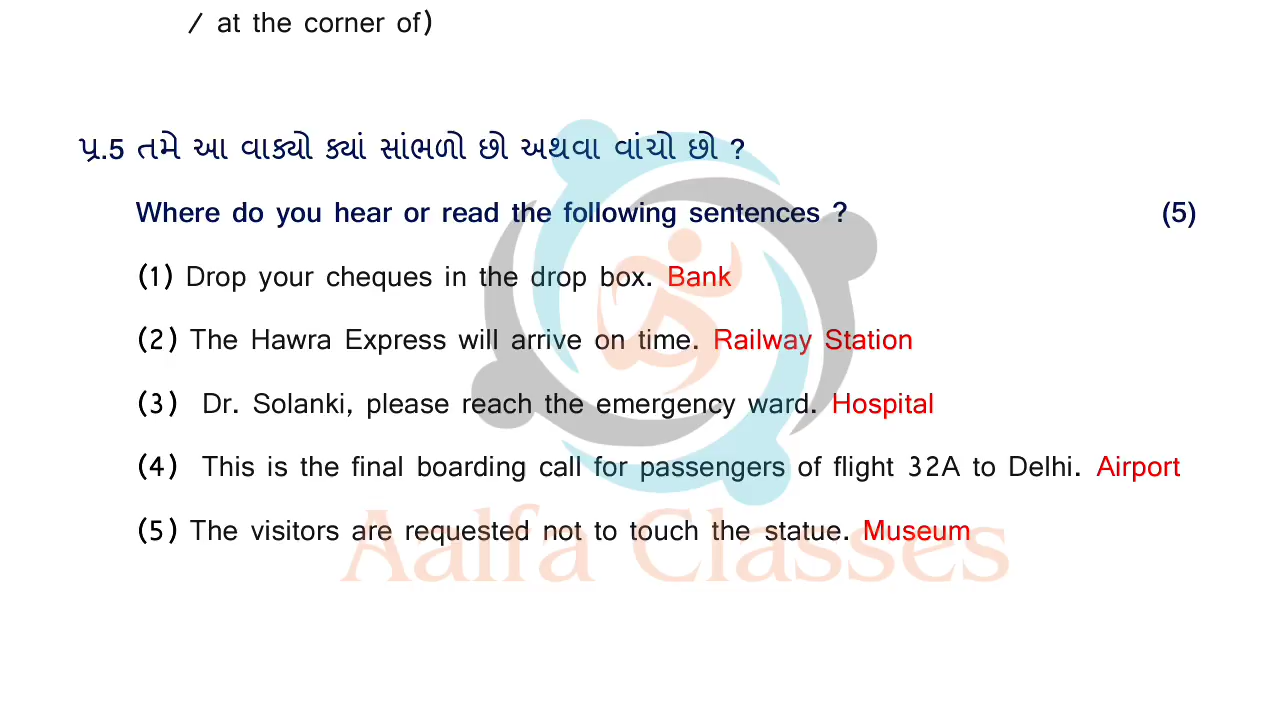 / at the corner of)
પ્ર.5 તમે આ વાક્યો ક્યાં સાંભળો છો અથવા વાંચો છો ?
Where do you hear or read the following sentences ? (5)
(1) Drop your cheques in the drop box. Bank
(2) The Hawra Express will arrive on time. Railway Station
(3) Dr. Solanki, please reach the emergency ward. Hospital
(4) This is the final boarding call for passengers of flight 32A to Delhi. Airport
(5) The visitors are requested not to touch the statue. Museum
Aalfa Classes